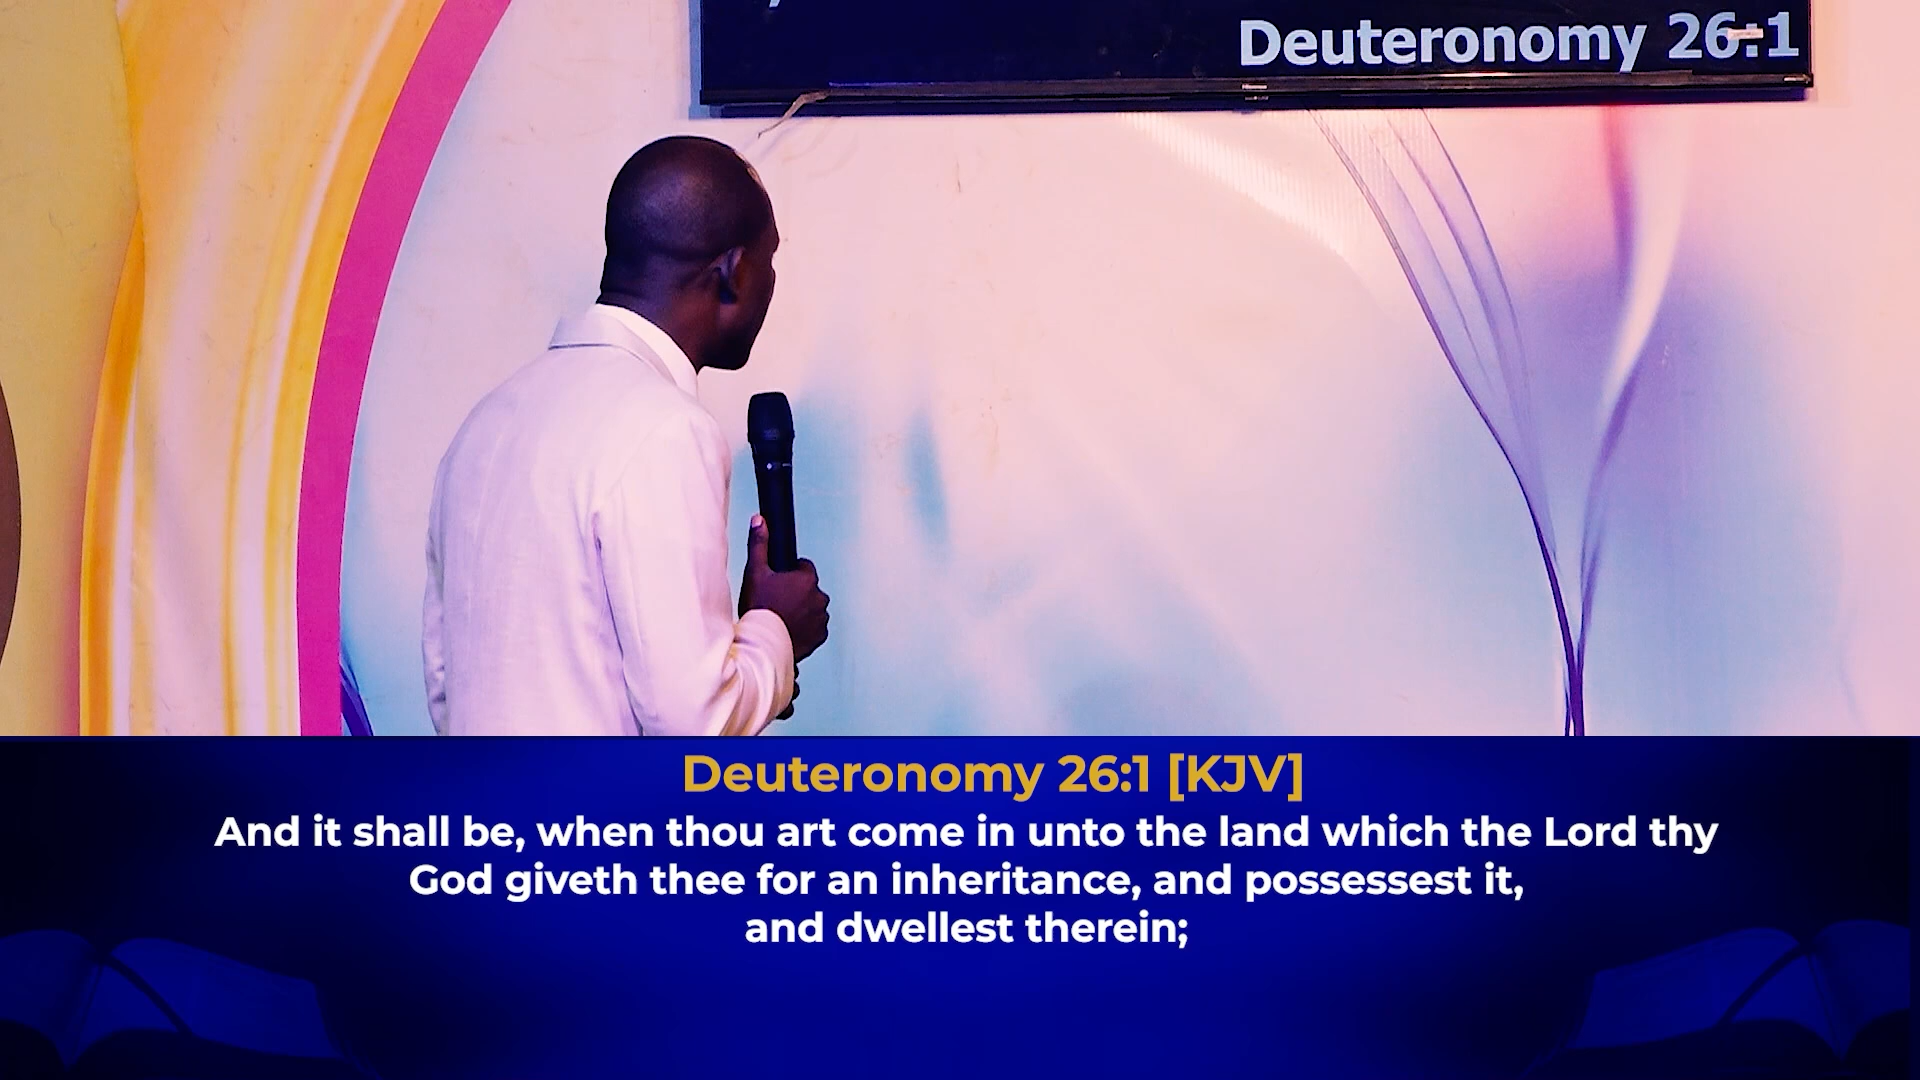 Deuteronomy 26:1
Hisense
Deuteronomy 26:1 [KJV]
And it shall be, when thou art come in unto the land which the Lord thy
God giveth thee for an inheritance, and possessest it,
and dwellest therein;